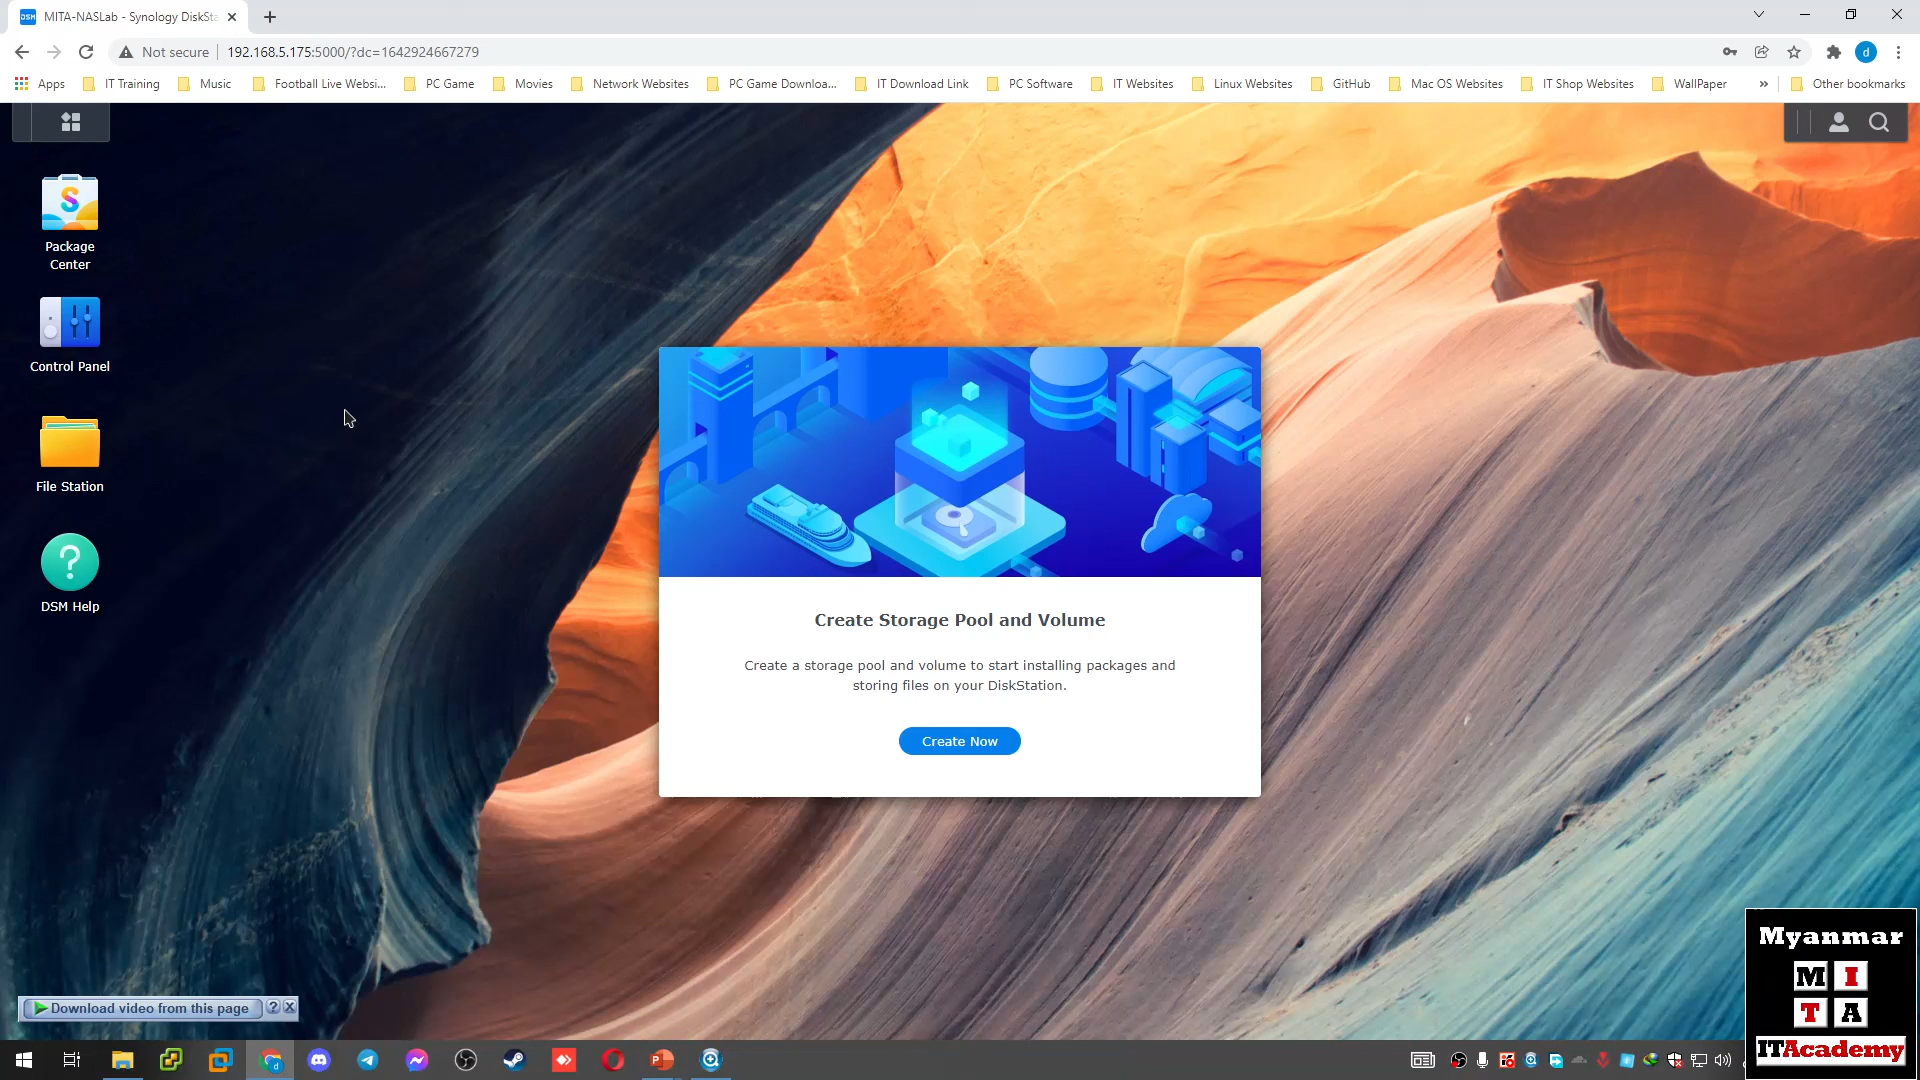 MITA-NASLab - Synology DiskSta
Not secure
192.168.5.175:5000/?dc=1642924667279
d
Apps
IT Training
Music
Football Live Websi...
PC Game
Movies
Network Websites
PC Game Downloa...
IT Download Link
PC Software
IT Websites
Linux Websites
GitHub
Mac OS Websites
IT Shop Websites
WallPaper
»
Other bookmarks
Package
Center
Control Panel
File Station
DSM Help
Create Storage Pool and Volume
Create a storage pool and volume to start installing packages and
storing files on your DiskStation.
Create Now
Download video from this page
Myanmar
M I
T A
ITAcademy